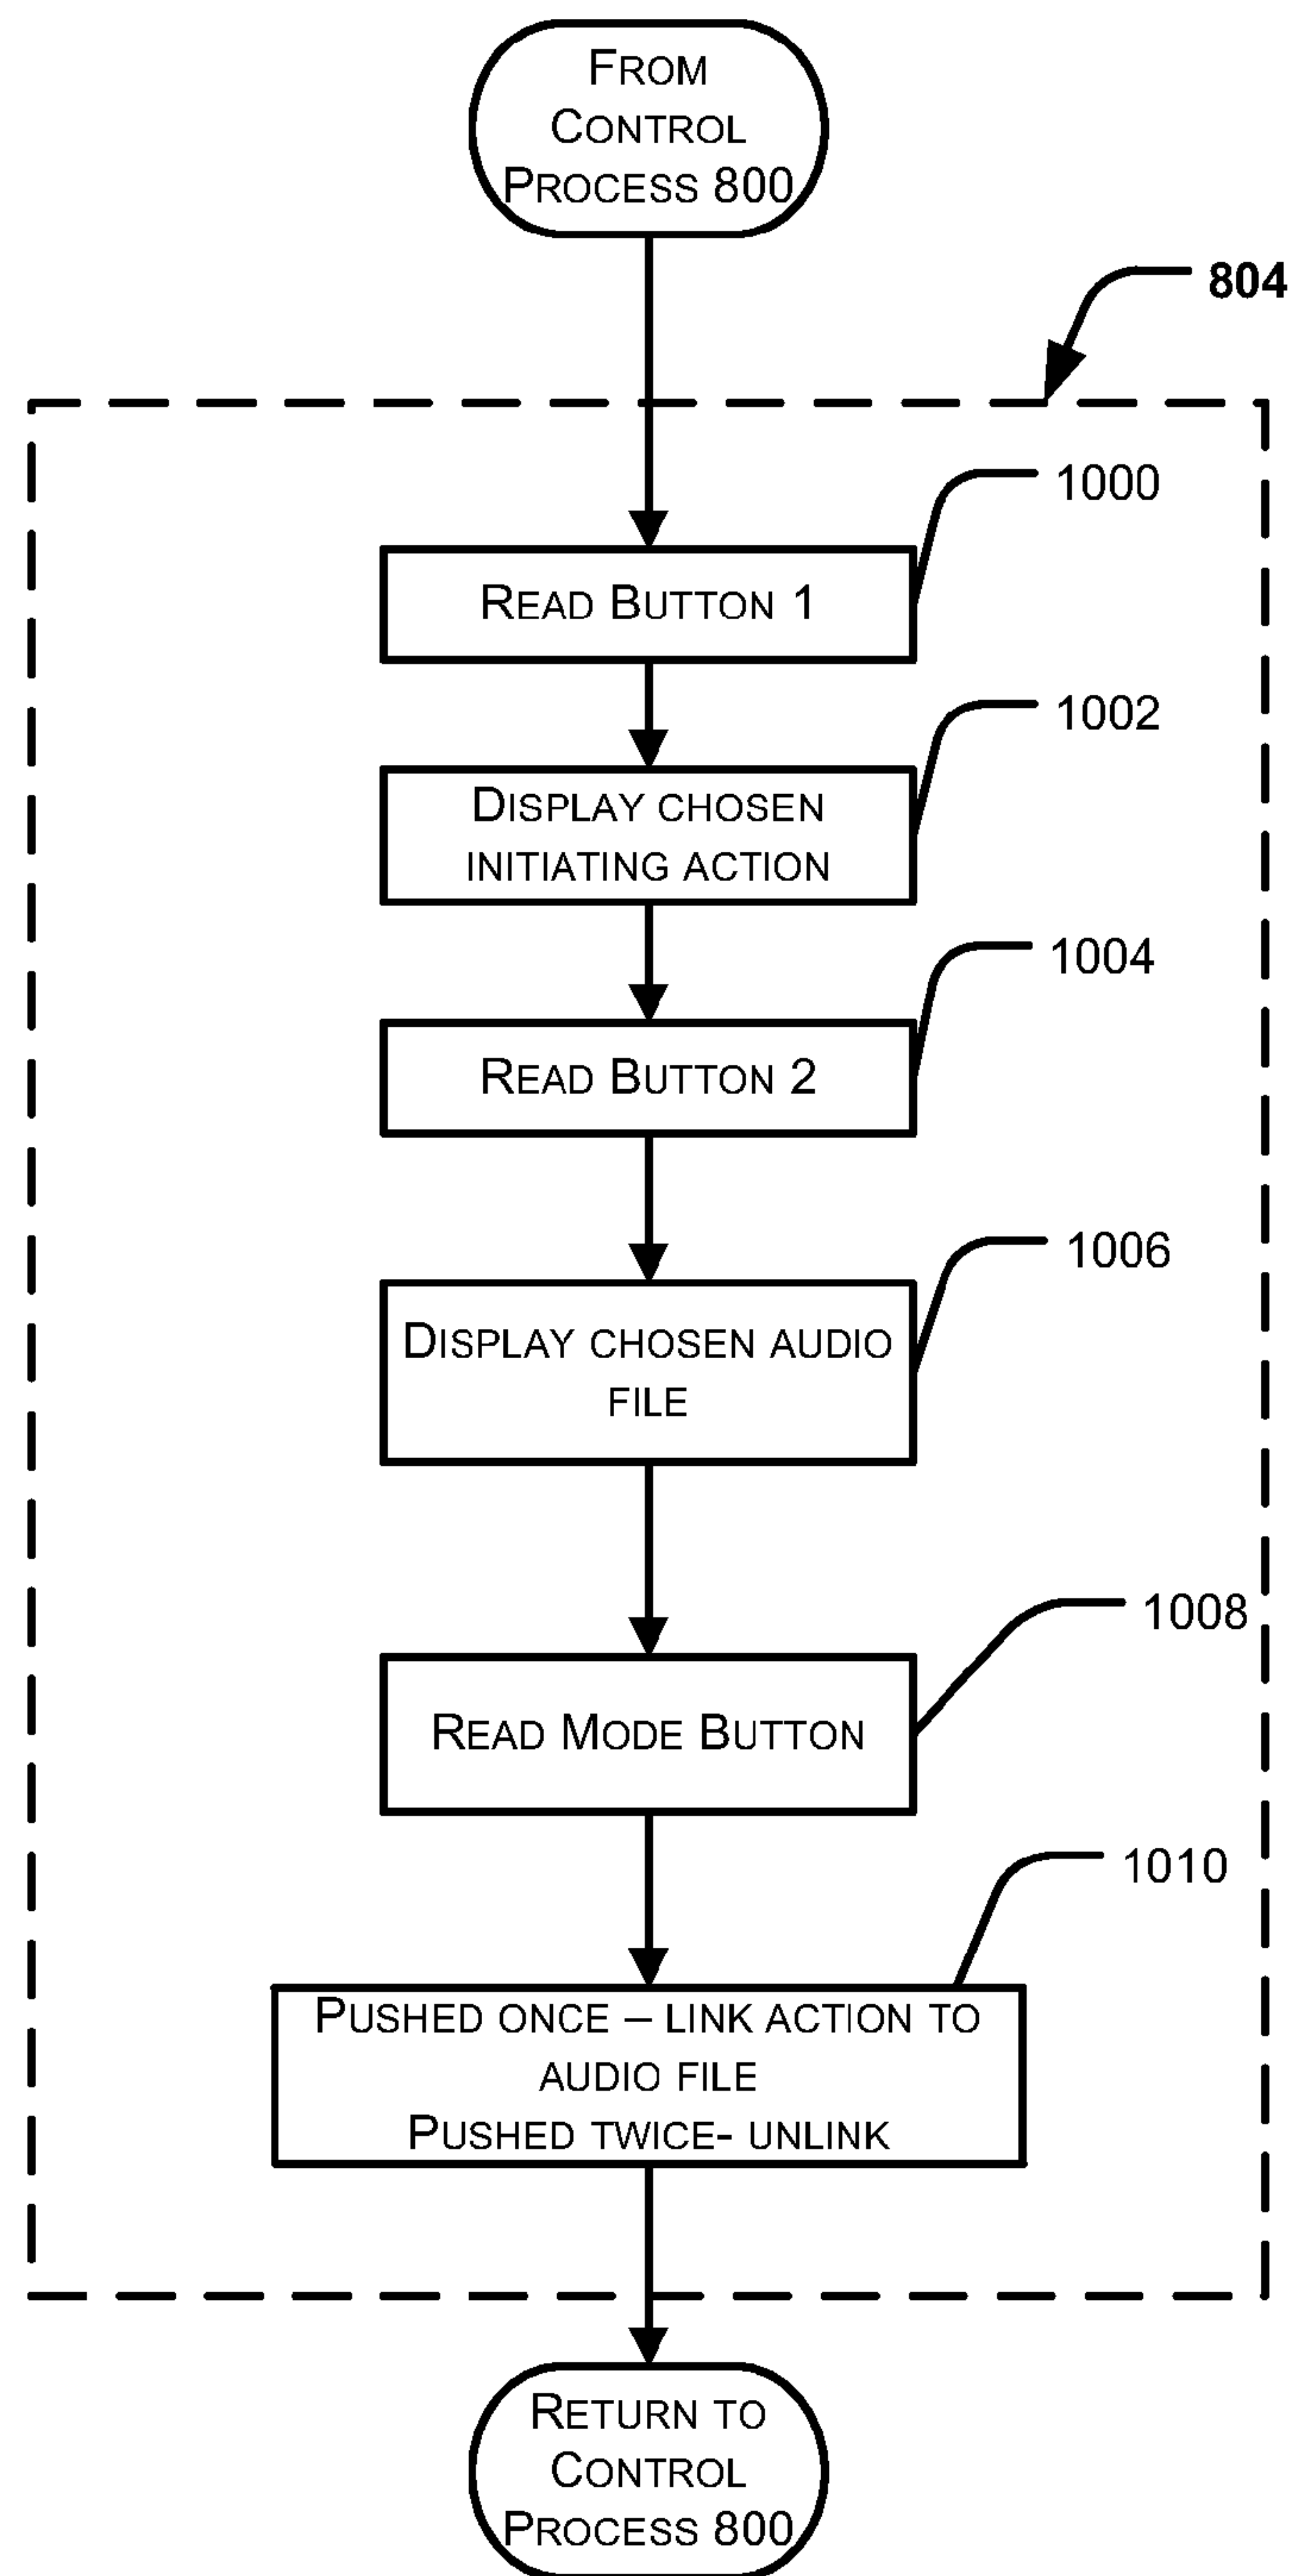 FROM
CONTROL
PROCESS 800
804
1000
READ BUTTON 1
1002
DISPLAY CHOSEN
INITIATING ACTION
1004
READ BUTTON 2
1006
DISPLAY CHOSEN AUDIO
FILE
1008
READ MODE BUTTON
1010
PUSHED ONCE – LINK ACTION TO
AUDIO FILE
PUSHED TWICE- UNLINK
RETURN TO
CONTROL
PROCESS 800